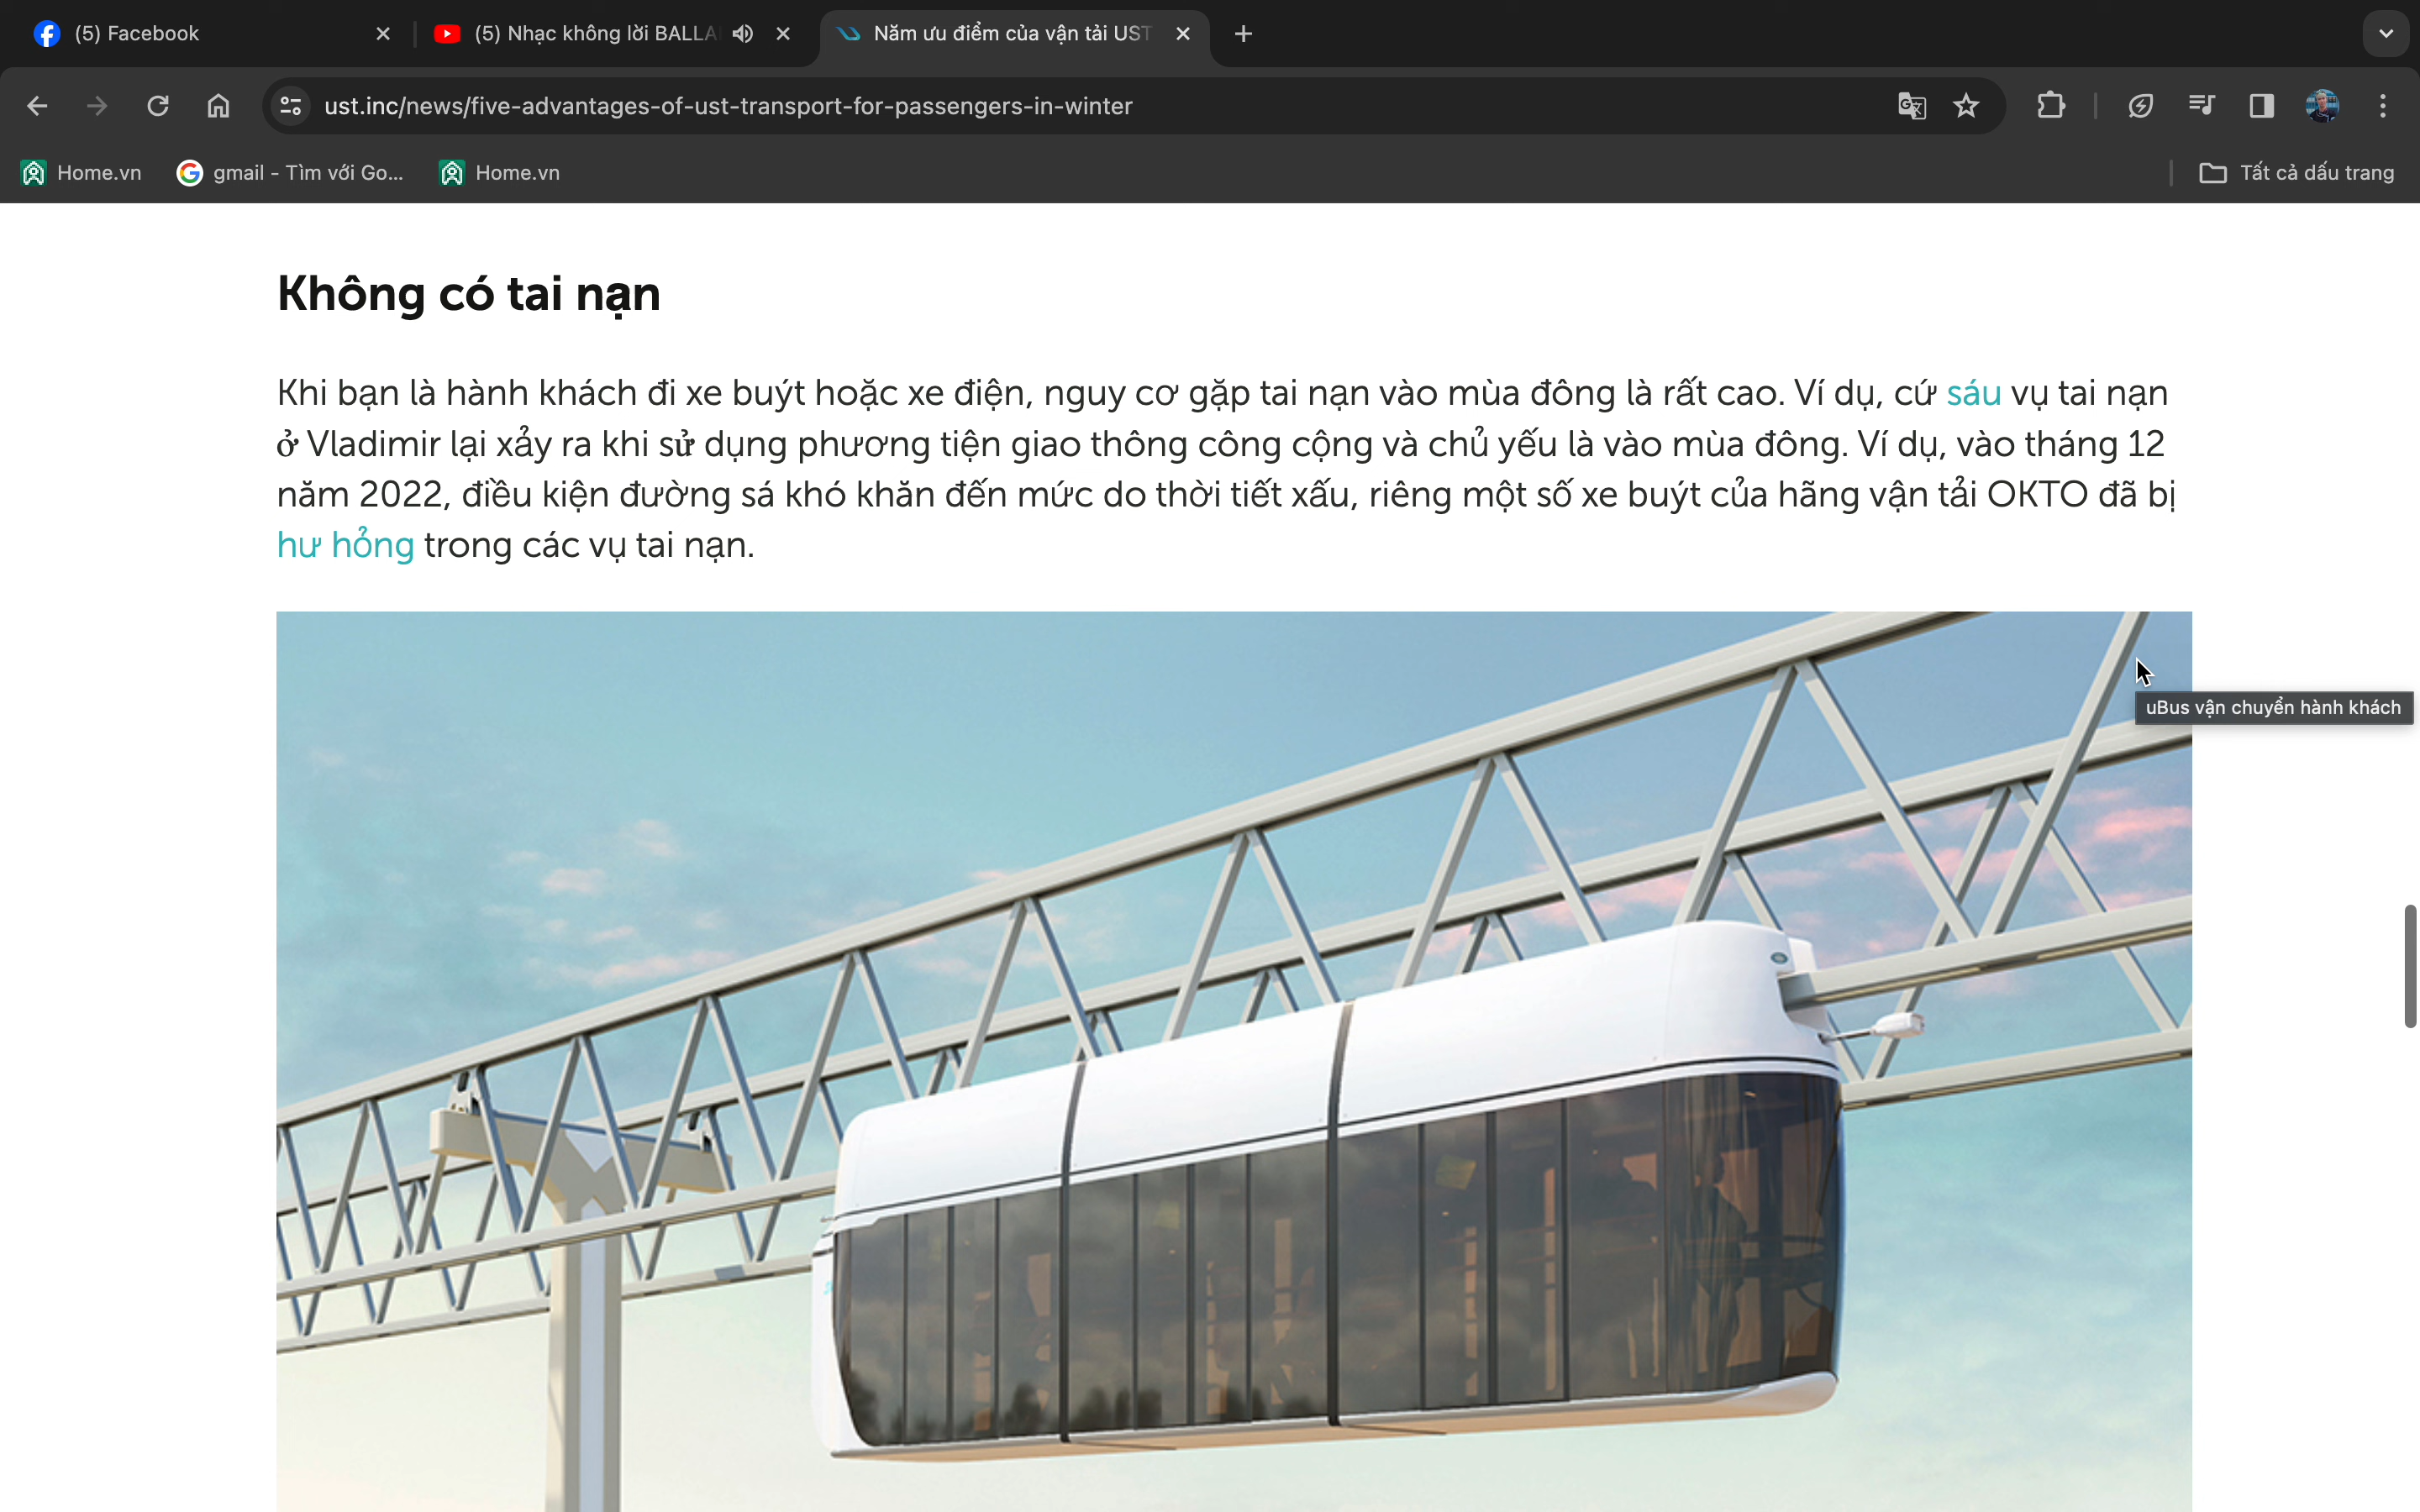 (5) Facebook
(5) Nhạc không lời BALLA
Năm ưu điểm của vận tải UST
ust.inc/news/five-advantages-of-ust-transport-for-passengers-in-winter
Home.vn
gmail - Tìm với Go...
Home.vn
Tất cả dấu trang
Không có tai nạn
Khi bạn là hành khách đi xe buýt hoặc xe điện, nguy cơ gặp tai nạn vào mùa đông là rất cao. Ví dụ, cứ sáu vụ tai nạn
ở Vladimir lại xảy ra khi sử dụng phương tiện giao thông công cộng và chủ yếu là vào mùa đông. Ví dụ, vào tháng 12
năm 2022, điều kiện đường sá khó khăn đến mức do thời tiết xấu, riêng một số xe buýt của hãng vận tải OKTO đã bị
hư hỏng trong các vụ tai nạn.
uBus vận chuyển hành khách